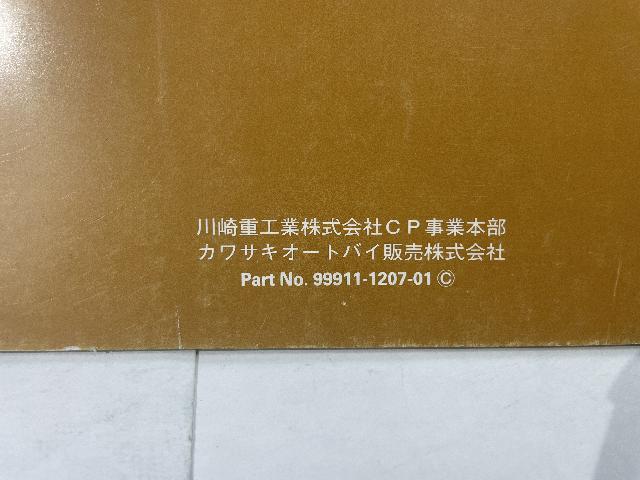 川崎重工業株式会社ＣＰ事業本部
カワサキオートバイ販売株式会社
Part No. 99911-1207-01 ©